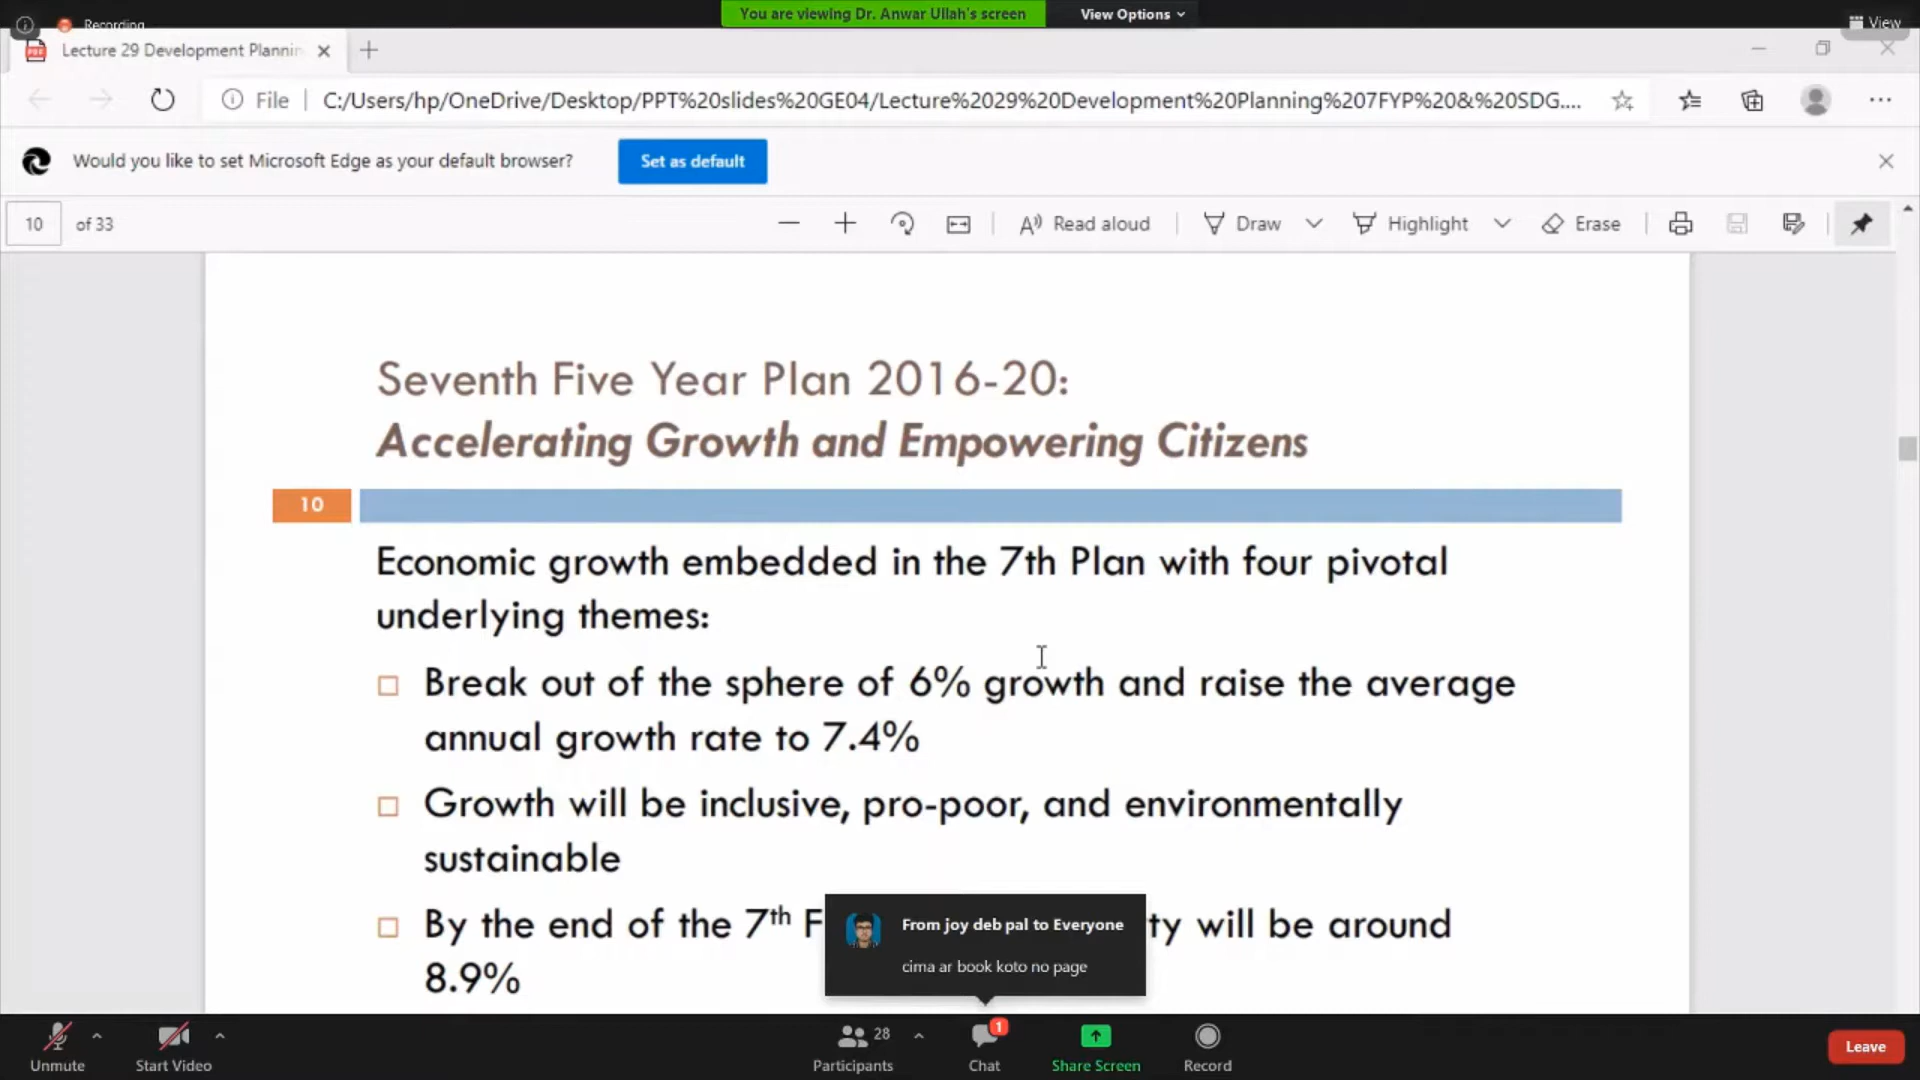 Recording
You are viewing Dr. Anwar Ullah's screen
View Options
View
Lecture 29 Development Plannin
File
C:/Users/hp/OneDrive/Desktop/PPT%20slides%20GE04/Lecture%2029%20Development%20Planning%207FYP%20&%20SDG....
Would you like to set Microsoft Edge as your default browser?
Set as default
10 of 33
Read aloud
Draw
Highlight
Erase
Seventh Five Year Plan 2016-20:
Accelerating Growth and Empowering Citizens
10
Economic growth embedded in the 7th Plan with four pivotal
underlying themes:
Break out of the sphere of 6% growth and raise the average
annual growth rate to 7.4%
Growth will be inclusive, pro-poor, and environmentally
sustainable
By the end of the 7th F
ty will be around
8.9%
From joy deb pal to Everyone
cima ar book koto no page
Unmute
Start Video
28
Participants
1
Chat
Share Screen
Record
Leave